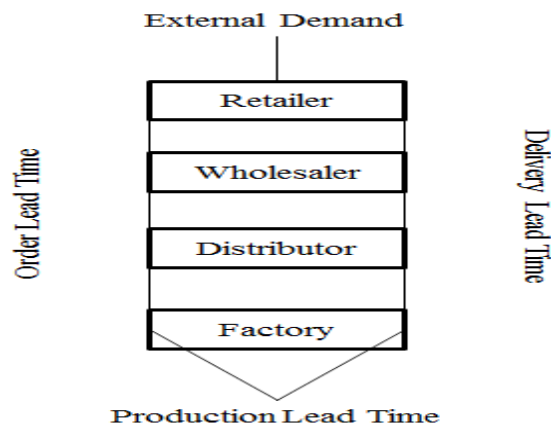 External Demand
Retailer
Wholesaler
Distributor
Factory
Production Lead Time
Order Lead Time
Delivery Lead Time